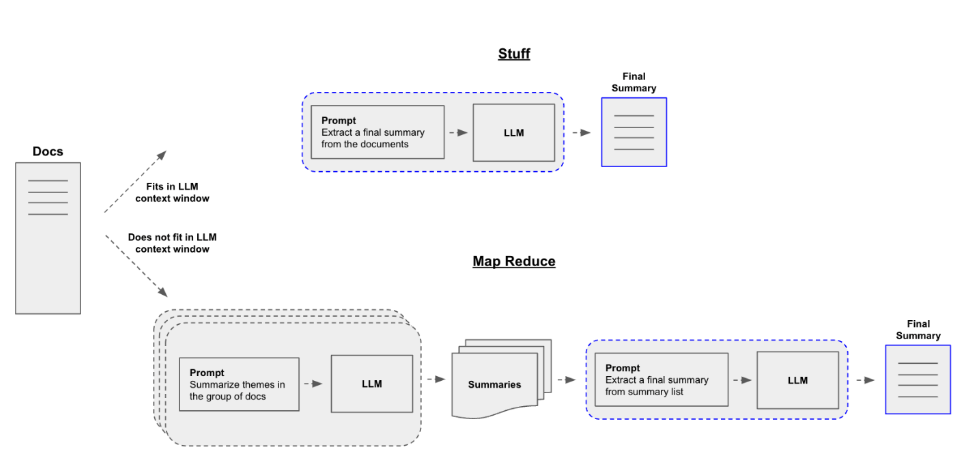 Stuff
Final
Summary
Prompt
Extract a final summary
from the documents
LLM
Docs
Fits in LLM
context window
Does not fit in LLM
context window
Map Reduce
Prompt
Summarize themes in
the group of docs
LLM
Summaries
Prompt
Extract a final summary
from summary list
LLM
Final
Summary